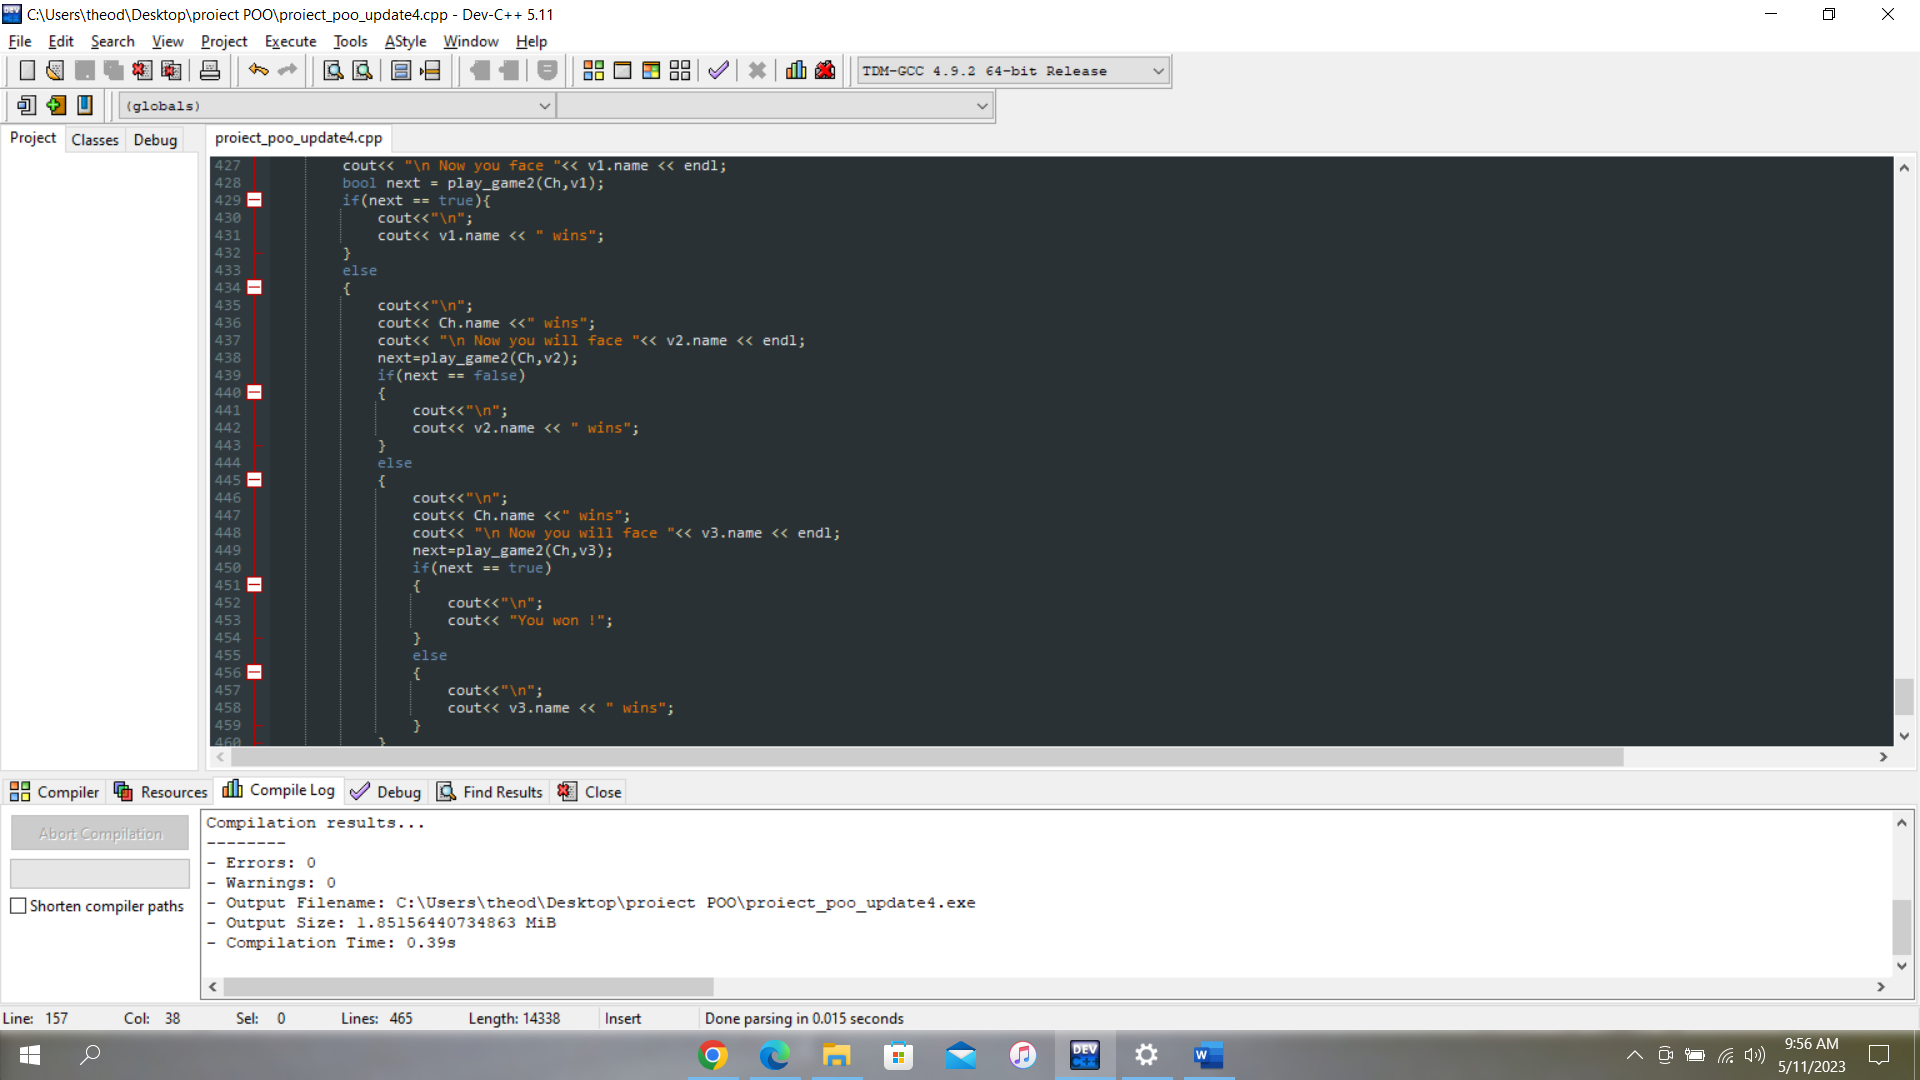 C:\Users\theod\Desktop\proiect POO\proiect_poo_update4.cpp - Dev-C++ 5.11
File Edit Search View Project Execute Tools AStyle Window Help
TDM-GCC 4.9.2 64-bit Release
(globals)
Project Classes Debug
proiect_poo_update4.cpp
427 cout<< "\n Now you face "<< v1.name << endl;
428 bool next = play_game2(Ch,v1);
429 if(next == true){
430 cout<<"\n";
431 cout<< v1.name << " wins";
432 }
433 else
434 {
435 cout<<"\n";
436 cout<< Ch.name <<" wins";
437 cout<< "\n Now you will face "<< v2.name << endl;
438 next=play_game2(Ch,v2);
439 if(next == false)
440 {
441 cout<<"\n";
442 cout<< v2.name << " wins";
443 }
444 else
445 {
446 cout<<"\n";
447 cout<< Ch.name <<" wins";
448 cout<< "\n Now you will face "<< v3.name << endl;
449 next=play_game2(Ch,v3);
450 if(next == true)
451 {
452 cout<<"\n";
453 cout<< "You won !";
454 }
455 else
456 {
457 cout<<"\n";
458 cout<< v3.name << " wins";
459 }
460 }
Compiler Resources Compile Log Debug Find Results Close
Abort Compilation
Shorten compiler paths
Compilation results...
--------
- Errors: 0
- Warnings: 0
- Output Filename: C:\Users\theod\Desktop\proiect POO\proiect_poo_update4.exe
- Output Size: 1.85156440734863 MiB
- Compilation Time: 0.39s
Line: 157 Col: 38 Sel: 0 Lines: 465 Length: 14338 Insert Done parsing in 0.015 seconds
DEV C++
9:56 AM
5/11/2023